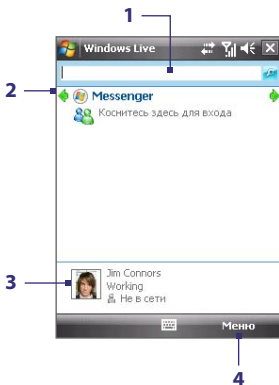 1
Windows Live
2
Messenger
Коснитесь здесь для входа
3
Jim Connors
Working
Не в сети
Меню
4